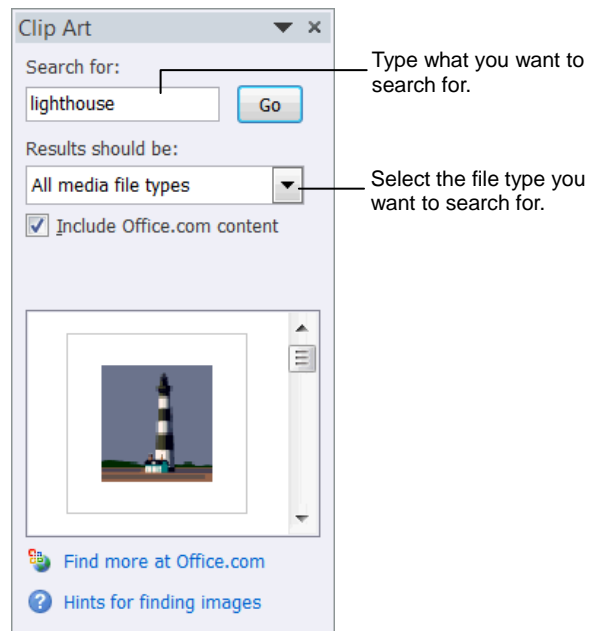 Clip Art
Search for:
lighthouse
Go
Type what you want to
search for.
Results should be:
All media file types
Select the file type you
want to search for.
Include Office.com content
Find more at Office.com
Hints for finding images